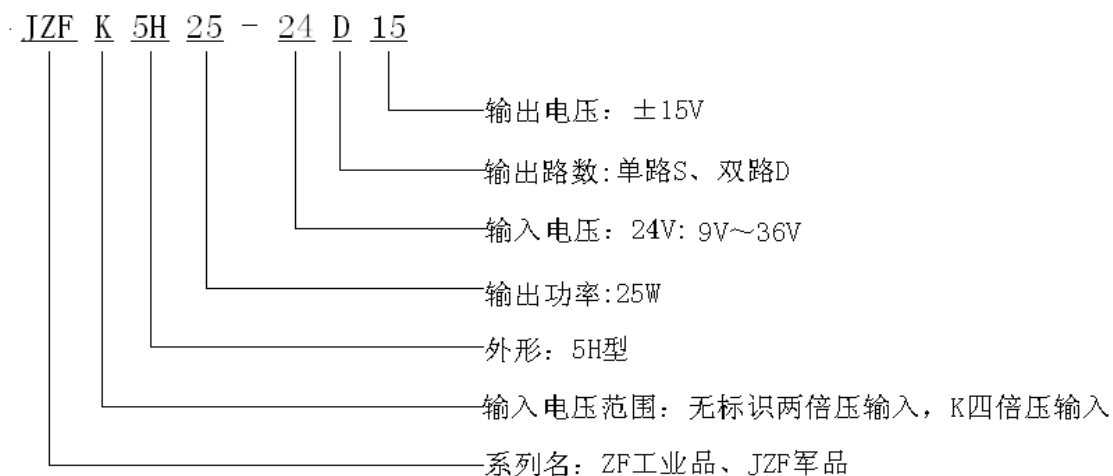 JZF K 5H 25 - 24 D 15
输出电压：±15V
输出路数:单路S、双路D
输入电压：24V: 9V～36V
输出功率:25W
外形：5H型
输入电压范围：无标识两倍压输入，K四倍压输入
系列名：ZF工业品、JZF军品